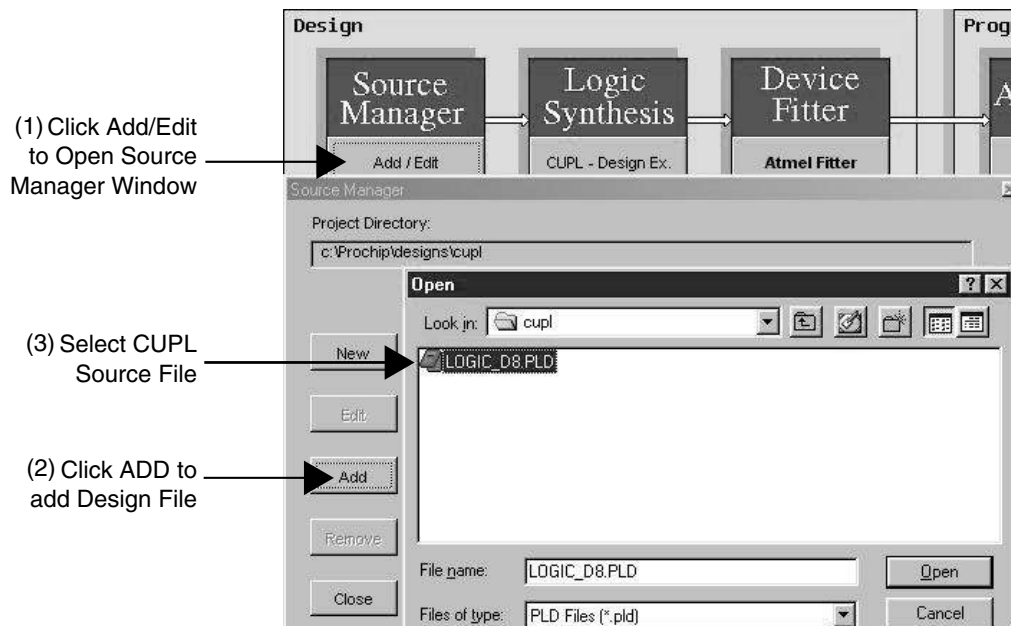 Design
Prog
Source
Manager
Logic
Synthesis
Device
Fitter
A
(1) Click Add/Edit
to Open Source
Manager Window
Add / Edit
CUPL - Design Ex.
Atmel Fitter
Source Manager
Project Directory:
c:\Prochip\designs\cupl
Open
Look in:
cupl
(3) Select CUPL
Source File
New
LOGIC_D8.PLD
Edit
(2) Click ADD to
add Design File
Add
Remove
File name:
LOGIC_D8.PLD
Open
Close
Files of type:
PLD Files (*.pld)
Cancel